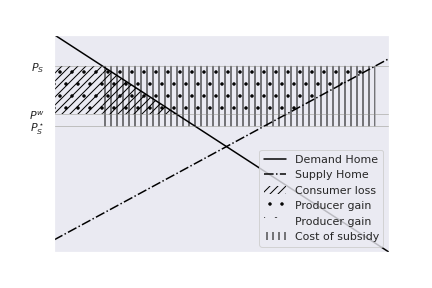 P_S
P^w
P_S^*
Demand Home
Supply Home
Consumer loss
Producer gain
Producer gain
Cost of subsidy